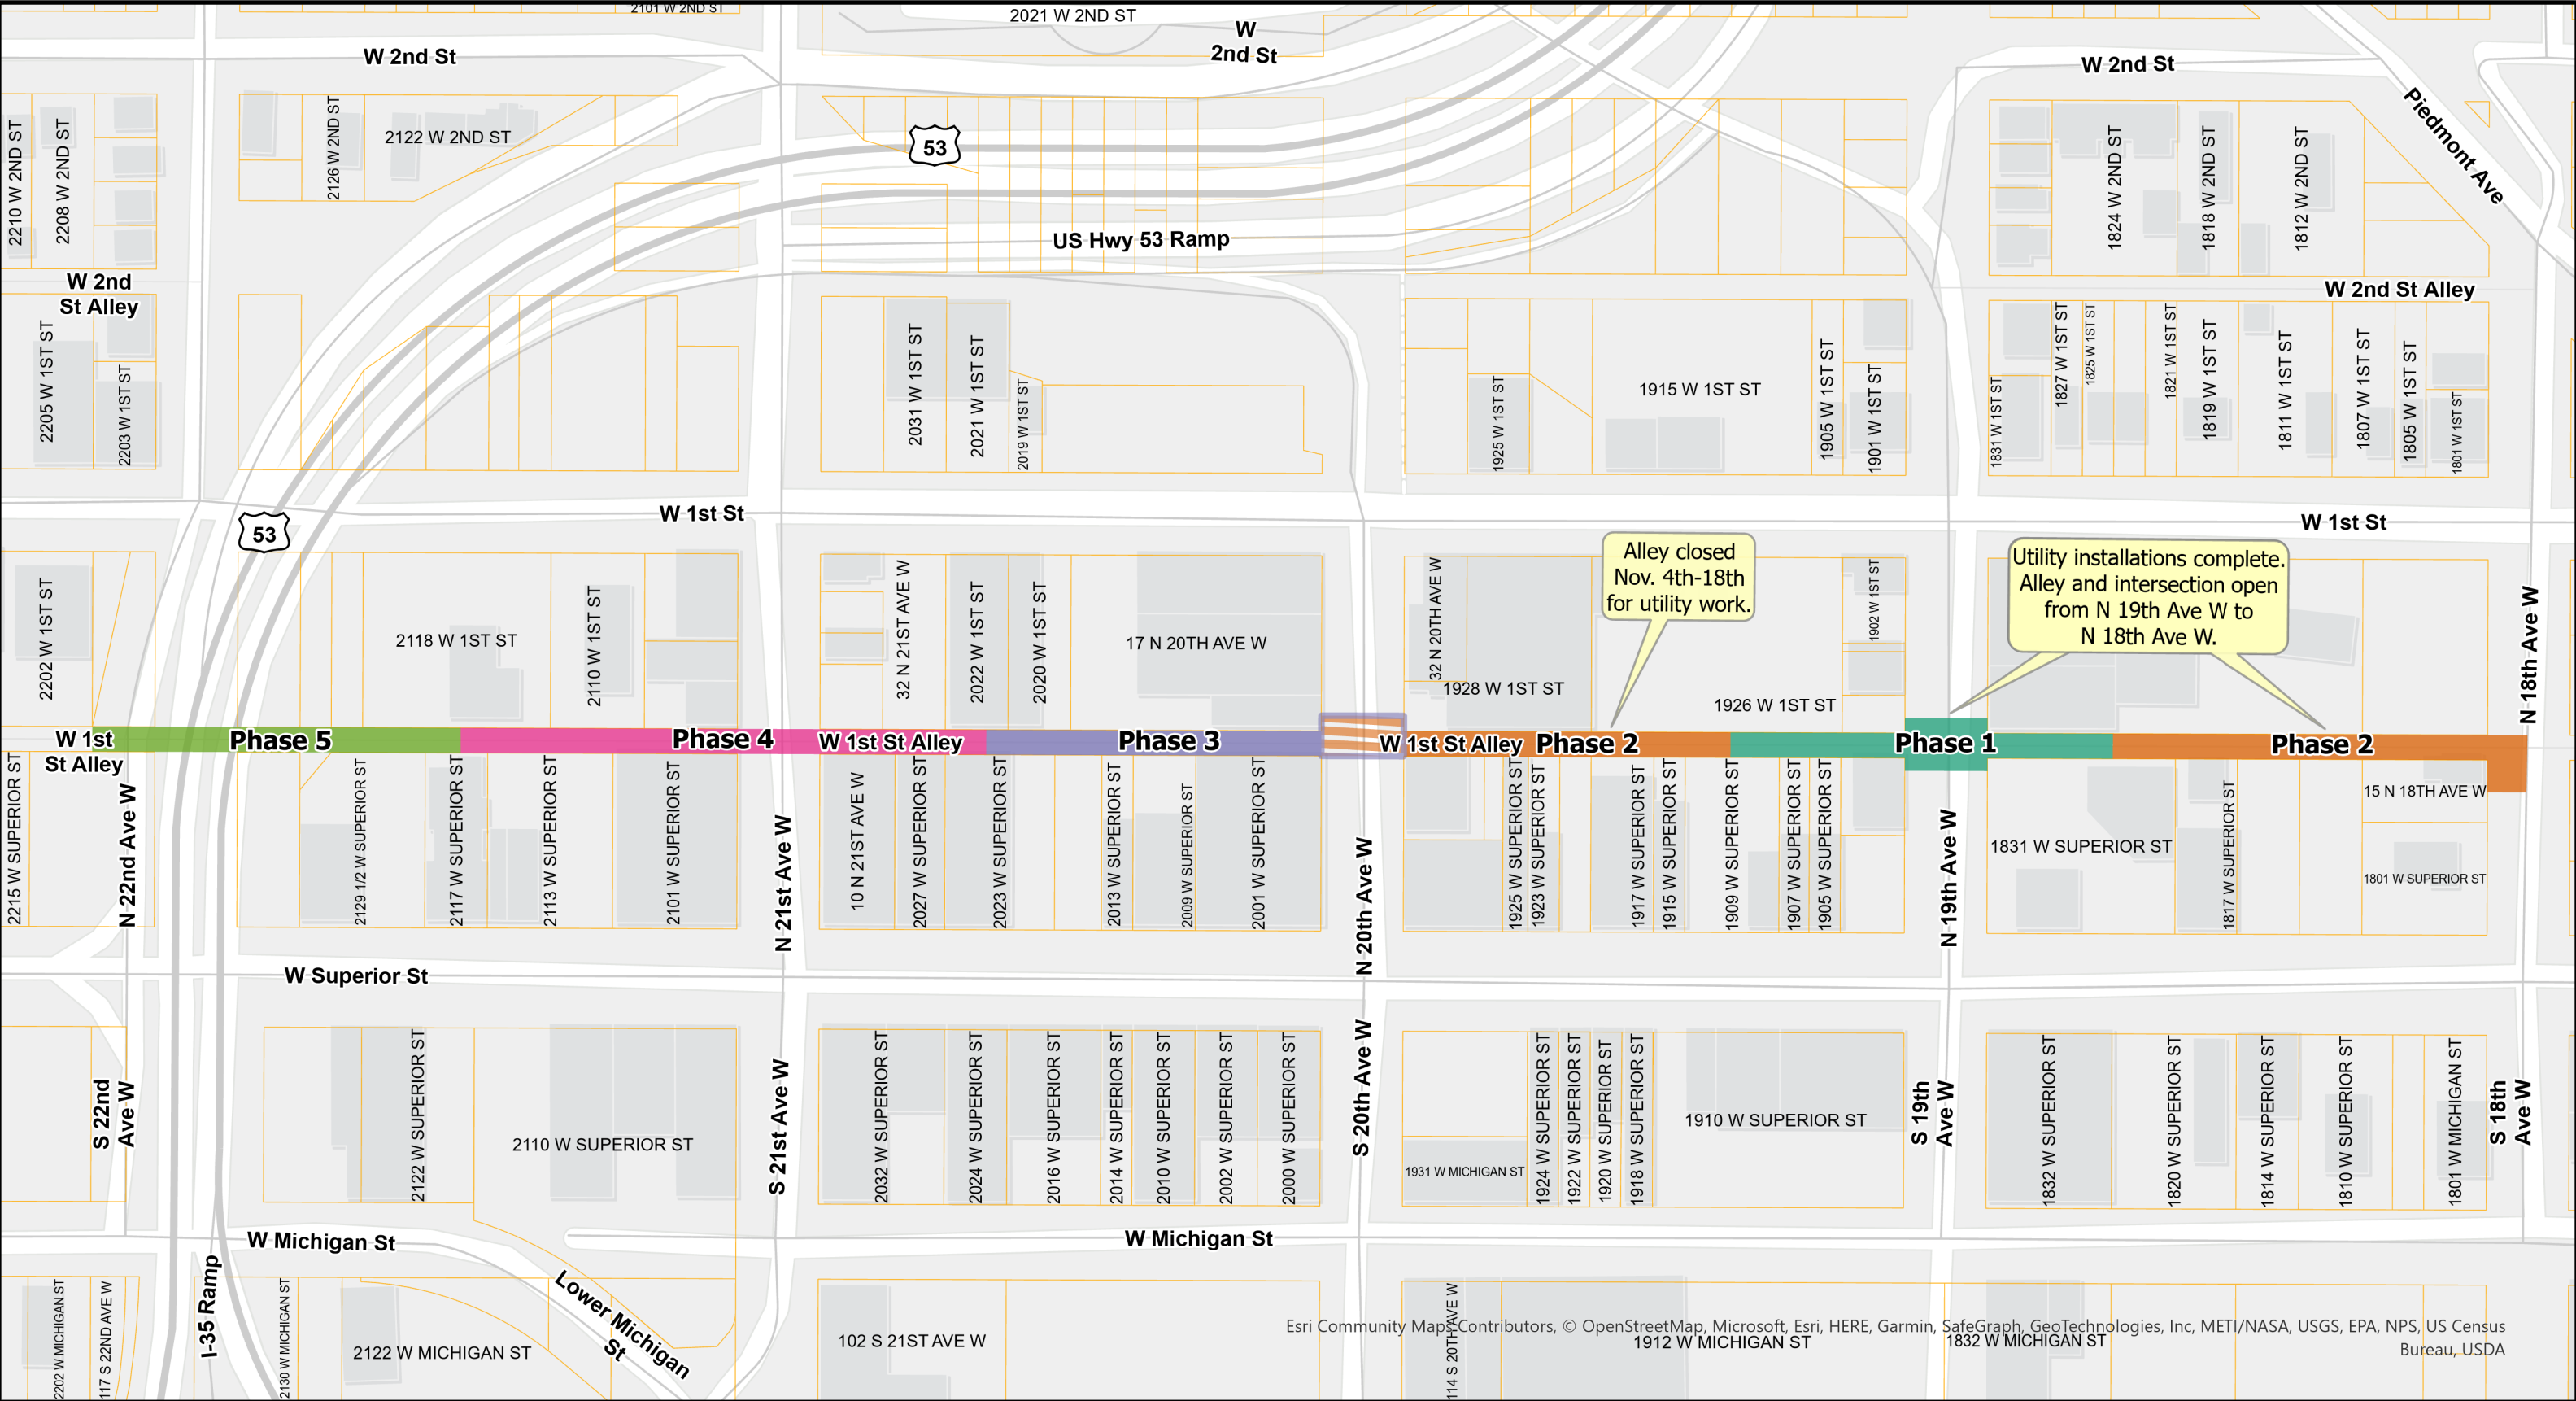 2101 W 2ND ST
2021 W 2ND ST
W
2nd St
W 2nd St
W 2nd St
Piedmont Ave
2210 W 2ND ST
2208 W 2ND ST
2126 W 2ND ST
2122 W 2ND ST
53
1824 W 2ND ST
1818 W 2ND ST
1812 W 2ND ST
US Hwy 53 Ramp
W 2nd
St Alley
W 2nd St Alley
2205 W 1ST ST
2203 W 1ST ST
2031 W 1ST ST
2021 W 1ST ST
2019 W 1ST ST
1925 W 1ST ST
1915 W 1ST ST
1905 W 1ST ST
1901 W 1ST ST
1831 W 1ST ST
1827 W 1ST ST
1825 W 1ST ST
1821 W 1ST ST
1819 W 1ST ST
1811 W 1ST ST
1807 W 1ST ST
1805 W 1ST ST
1801 W 1ST ST
53
W 1st St
W 1st St
2202 W 1ST ST
2118 W 1ST ST
2110 W 1ST ST
32 N 21ST AVE W
2022 W 1ST ST
2020 W 1ST ST
17 N 20TH AVE W
32 N 20TH AVE W
1928 W 1ST ST
Alley closed
Nov. 4th-18th
for utility work.
1926 W 1ST ST
1902 W 1ST ST
Utility installations complete.
Alley and intersection open
from N 19th Ave W to
N 18th Ave W.
N 18th Ave W
W 1st
St Alley
Phase 5
Phase 4
W 1st St Alley
Phase 3
W 1st St Alley
Phase 2
Phase 1
Phase 2
2215 W SUPERIOR ST
N 22nd Ave W
2129 1/2 W SUPERIOR ST
2117 W SUPERIOR ST
2113 W SUPERIOR ST
2101 W SUPERIOR ST
N 21st Ave W
10 N 21ST AVE W
2027 W SUPERIOR ST
2023 W SUPERIOR ST
2013 W SUPERIOR ST
2009 W SUPERIOR ST
2001 W SUPERIOR ST
N 20th Ave W
1925 W SUPERIOR ST
1923 W SUPERIOR ST
1917 W SUPERIOR ST
1915 W SUPERIOR ST
1909 W SUPERIOR ST
1907 W SUPERIOR ST
1905 W SUPERIOR ST
N 19th Ave W
1831 W SUPERIOR ST
1817 W SUPERIOR ST
15 N 18TH AVE W
1801 W SUPERIOR ST
W Superior St
S 22nd
Ave W
2122 W SUPERIOR ST
2110 W SUPERIOR ST
S 21st Ave W
2032 W SUPERIOR ST
2024 W SUPERIOR ST
2016 W SUPERIOR ST
2014 W SUPERIOR ST
2010 W SUPERIOR ST
2002 W SUPERIOR ST
2000 W SUPERIOR ST
S 20th Ave W
1931 W MICHIGAN ST
1924 W SUPERIOR ST
1922 W SUPERIOR ST
1920 W SUPERIOR ST
1918 W SUPERIOR ST
1910 W SUPERIOR ST
S 19th
Ave W
1832 W SUPERIOR ST
1820 W SUPERIOR ST
1814 W SUPERIOR ST
1810 W SUPERIOR ST
1801 W MICHIGAN ST
S 18th
Ave W
W Michigan St
W Michigan St
2202 W MICHIGAN ST
117 S 22ND AVE W
I-35 Ramp
2130 W MICHIGAN ST
2122 W MICHIGAN ST
Lower Michigan
St
102 S 21ST AVE W
114 S 20TH AVE W
1912 W MICHIGAN ST
1832 W MICHIGAN ST
Esri Community Maps Contributors, © OpenStreetMap, Microsoft, Esri, HERE, Garmin, SafeGraph, GeoTechnologies, Inc, METI/NASA, USGS, EPA, NPS, US Census
Bureau, USDA